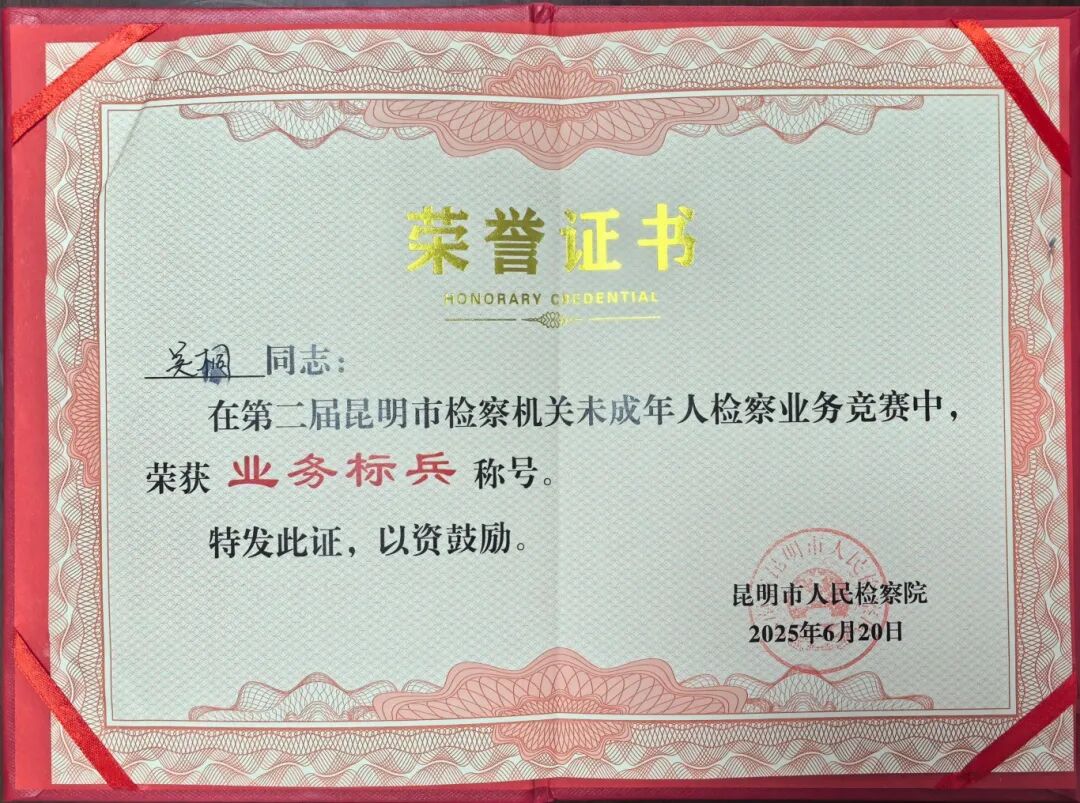 荣誉证书
HONORARY CREDENTIAL
吴桐 同志：
在第二届昆明市检察机关未成年人检察业务竞赛中，
荣获 业务标兵 称号。
特发此证，以资鼓励。
昆明市人民检察院
2025年6月20日